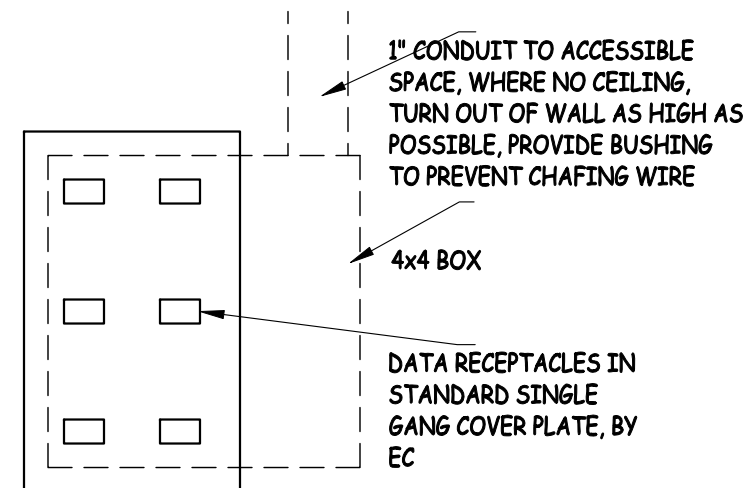 1" CONDUIT TO ACCESSIBLE
SPACE, WHERE NO CEILING,
TURN OUT OF WALL AS HIGH AS
POSSIBLE, PROVIDE BUSHING
TO PREVENT CHAFING WIRE
4x4 BOX
DATA RECEPTACLES IN
STANDARD SINGLE
GANG COVER PLATE, BY
EC